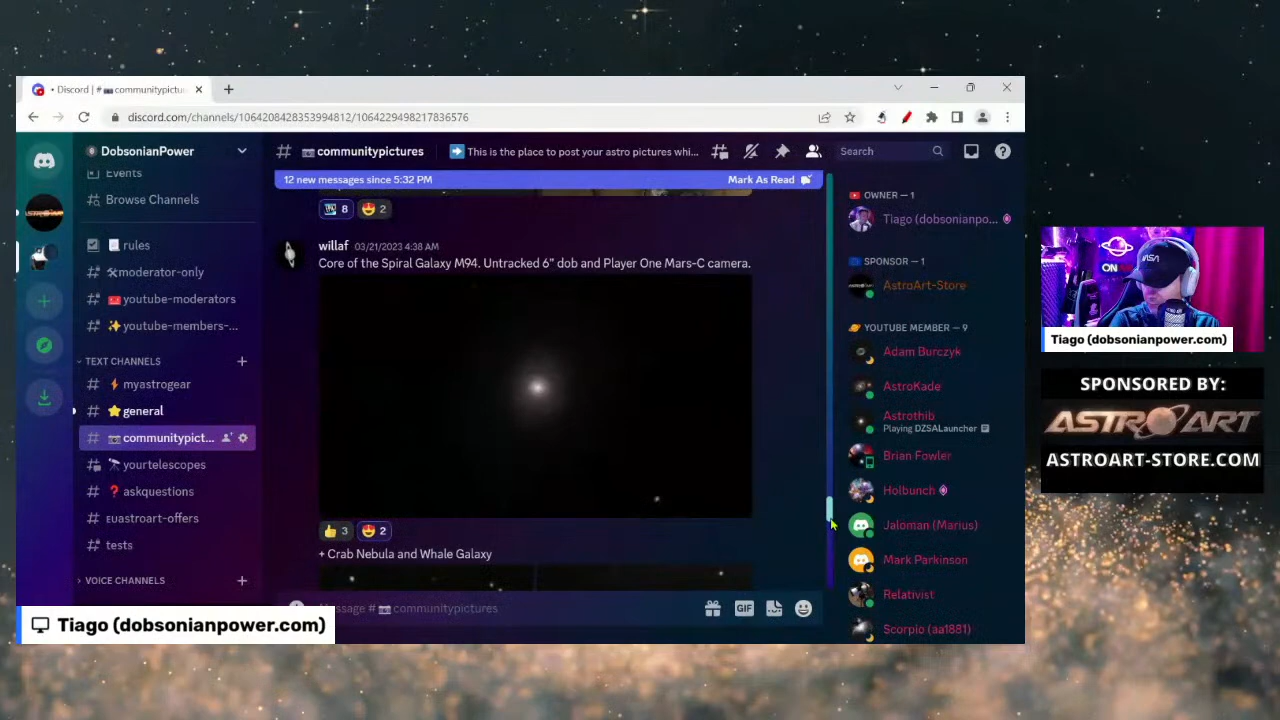 • Discord | # communitypictu
discord.com/channels/1064208428353994812/1064229498217836576
DobsonianPower
Events
Browse Channels
rules
moderator-only
youtube-moderators
youtube-members-...
TEXT CHANNELS
myastrogear
general
communitypict...
yourtelescopes
askquestions
EUastroart-offers
tests
VOICE CHANNELS
communitypictures
This is the place to post your astro pictures whi...
Search
12 new messages since 5:32 PM
Mark As Read
8
2
willaf 03/21/2023 4:38 AM
Core of the Spiral Galaxy M94. Untracked 6" dob and Player One Mars-C camera.
3
2
+ Crab Nebula and Whale Galaxy
Message # communitypictures
GIF
OWNER — 1
Tiago (dobsonianpo...
SPONSOR — 1
AstroArt-Store
YOUTUBE MEMBER — 9
Adam Burczyk
AstroKade
Astrothib
Playing DZSALauncher
Brian Fowler
Holbunch
Jaloman (Marius)
Mark Parkinson
Relativist
Scorpio (aa1881)
Tiago (dobsonianpower.com)
NASA
Tiago (dobsonianpower.com)
SPONSORED BY:
ASTROART
ASTROART-STORE.COM